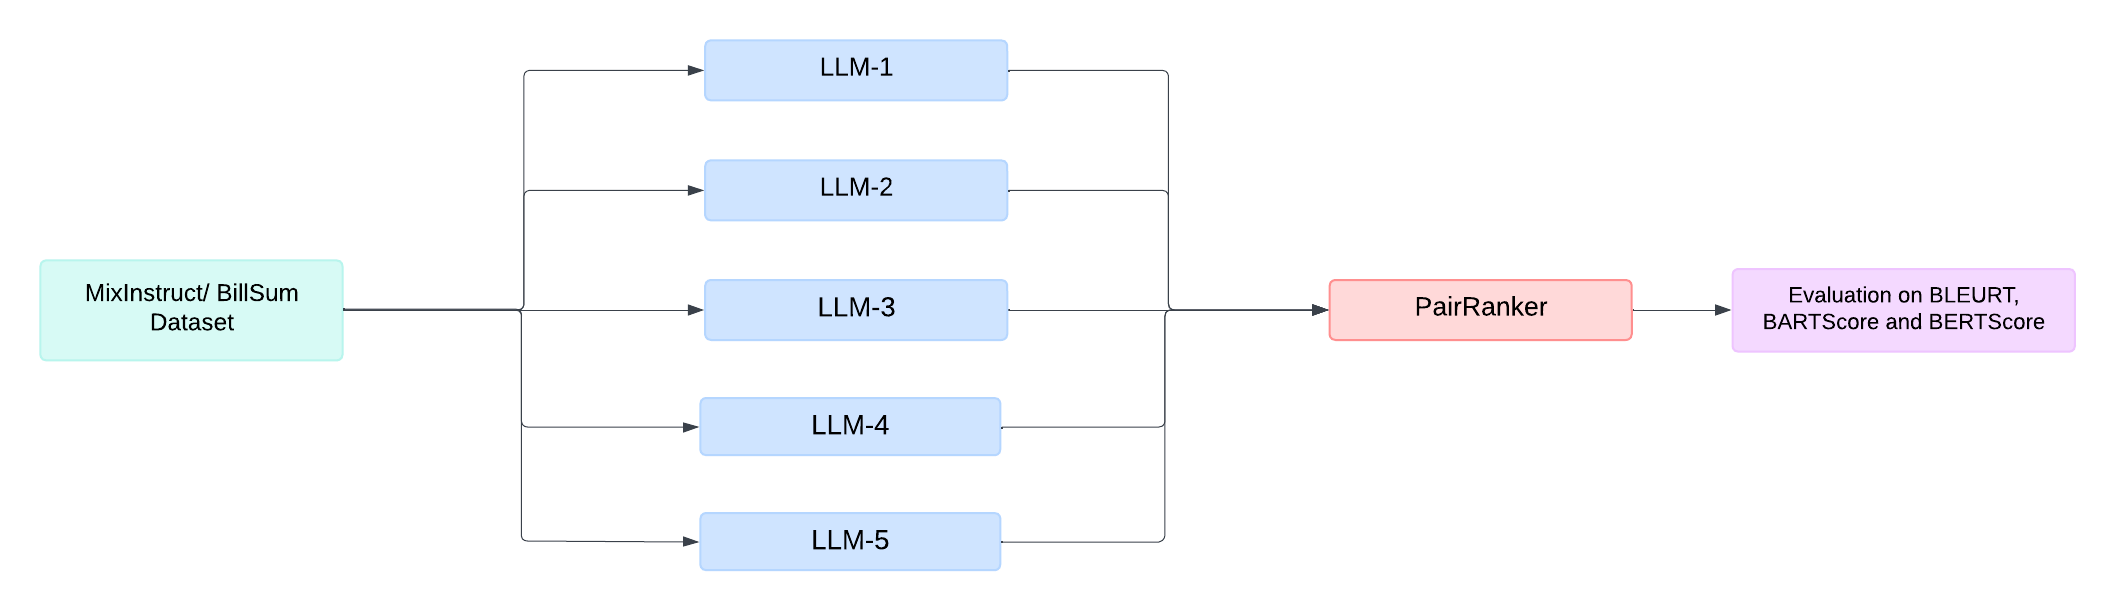 MixInstruct/ BillSum
Dataset
LLM-1
LLM-2
LLM-3
LLM-4
LLM-5
PairRanker
Evaluation on BLEURT,
BARTScore and BERTScore